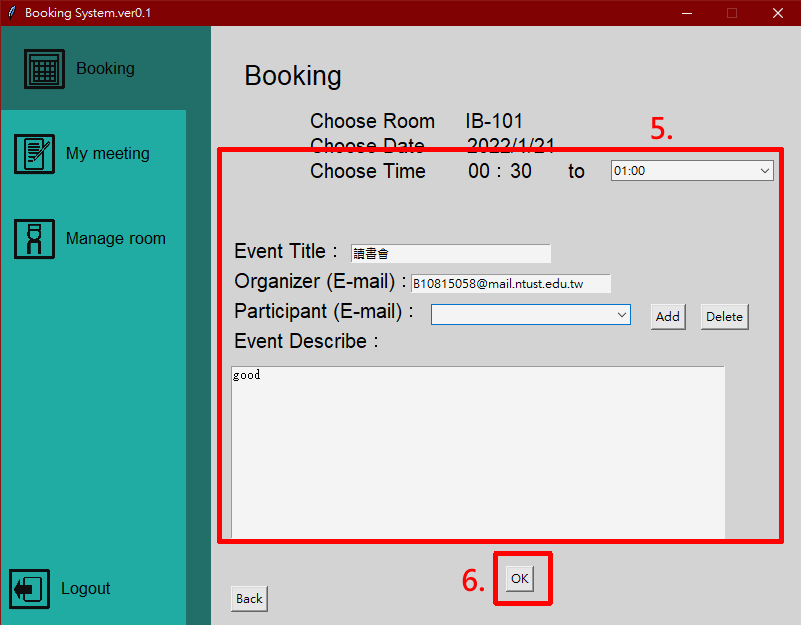 Booking System.ver0.1
Booking
My meeting
Manage room
Logout
Booking
5.
Choose Room IB-101
Choose Date 2022/1/21
Choose Time 00 : 30 to 01:00
Event Title : 讀書會
Organizer (E-mail) : B10815058@mail.ntust.edu.tw
Participant (E-mail) : Add Delete
Event Describe :
good
6. OK
Back